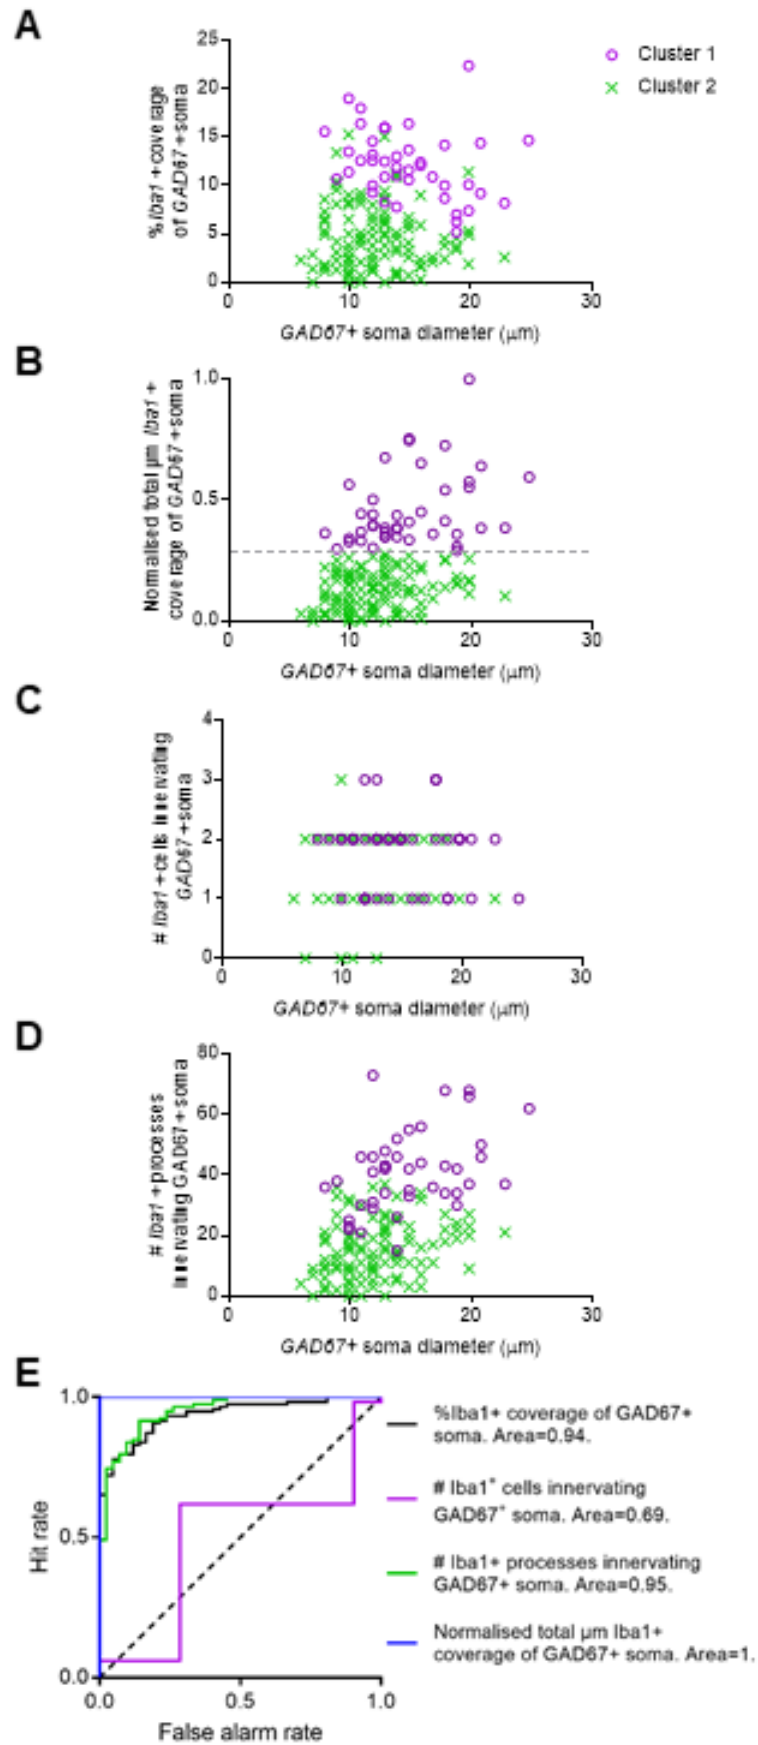 A
25
20
15
10
5
0
%Iba1+coverage
of GAD67+soma
0 10 20 30
GAD67+ soma diameter (μm)
Cluster 1
Cluster 2
B
1.0
0.5
0.0
Normalised total μm Iba1+
coverage of GAD67+soma
0 10 20 30
GAD67+ soma diameter (μm)
C
4
3
2
1
0
# Iba1+cells innervating
GAD67+soma
0 10 20 30
GAD67+ soma diameter (μm)
D
80
60
40
20
0
# Iba1+processes
innervating GAD67+soma
0 10 20 30
GAD67+ soma diameter (μm)
E
1.0
0.5
0.0
Hit rate
0.0 0.5 1.0
False alarm rate
%Iba1+ coverage of GAD67+
soma. Area=0.94.
# Iba1+ cells innervating
GAD67+ soma. Area=0.69.
# Iba1+ processes innervating
GAD67+ soma. Area=0.95.
Normalised total μm Iba1+
coverage of GAD67+ soma. Area=1.